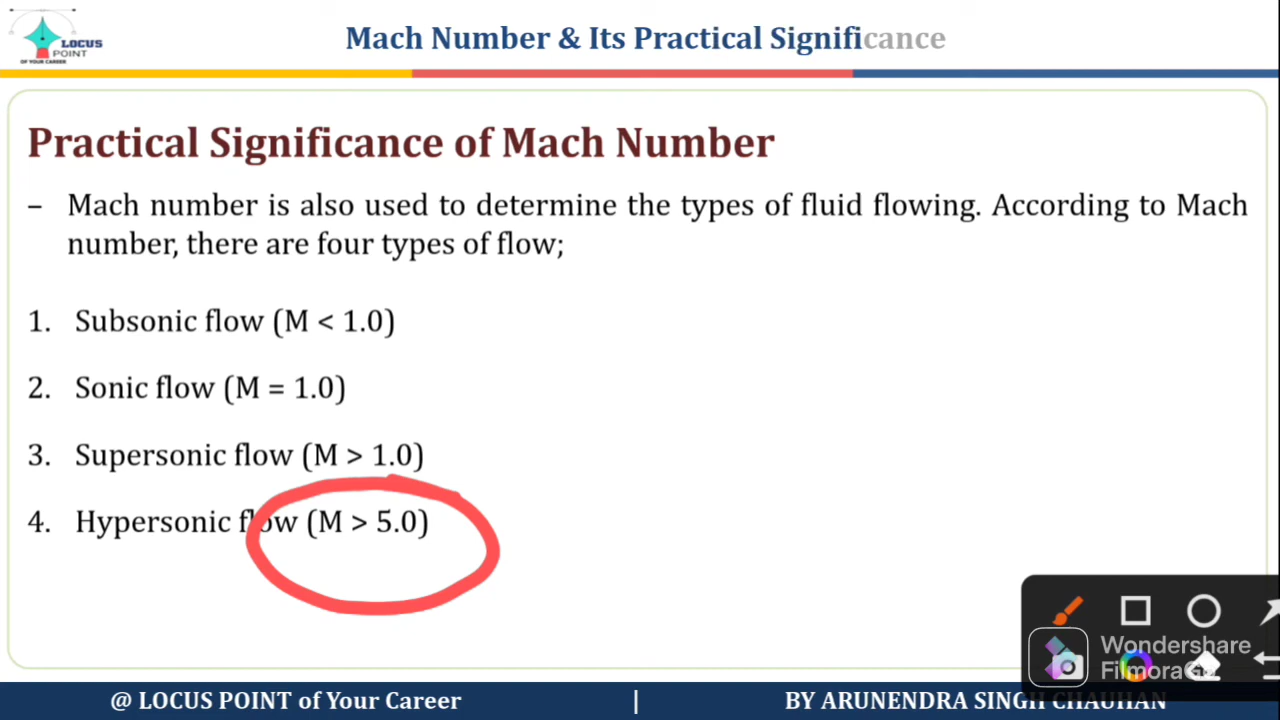 LOCUS
POINT
OF YOUR CAREER
Mach Number & Its Practical Significance
Practical Significance of Mach Number
– Mach number is also used to determine the types of fluid flowing. According to Mach
number, there are four types of flow;
1. Subsonic flow (M < 1.0)
2. Sonic flow (M = 1.0)
3. Supersonic flow (M > 1.0)
4. Hypersonic flow (M > 5.0)
Wondershare
@ LOCUS POINT of Your Career | BY ARUNENDRA SINGH CHAUHAN